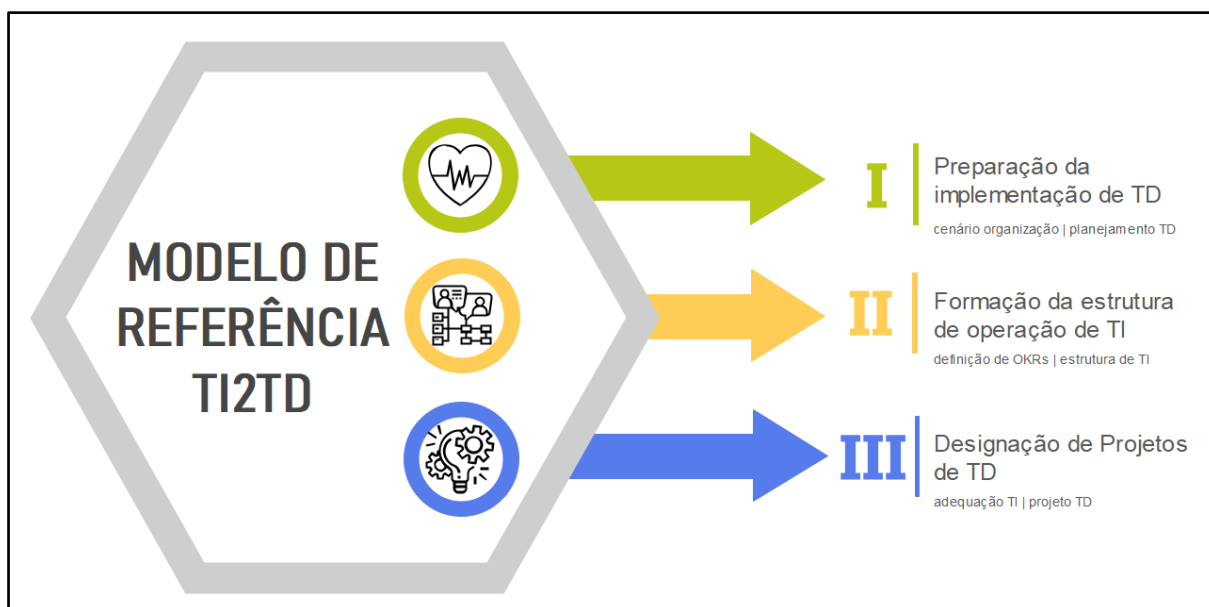 MODELO DE
REFERÊNCIA
TI2TD
I
Preparação da
implementação de TD
cenário organização | planejamento TD
II
Formação da estrutura
de operação de TI
definição de OKRs | estrutura de TI
III
Designação de Projetos
de TD
adequação TI | projeto TD